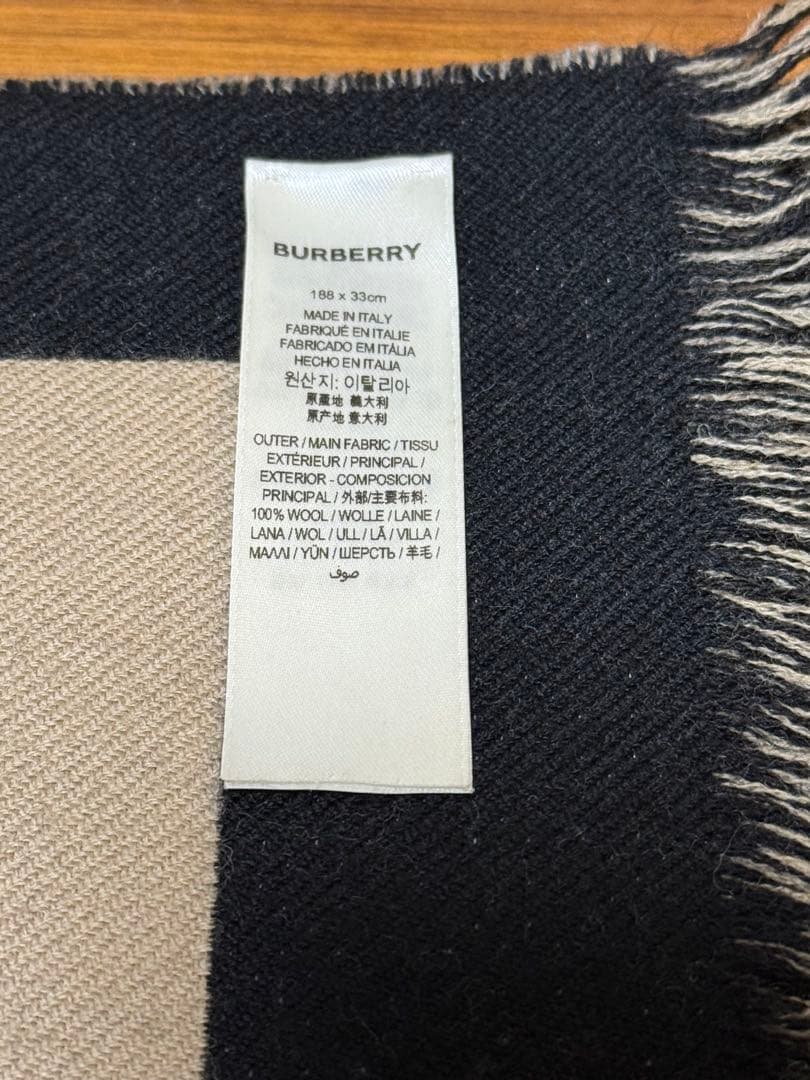 BURBERRY
188 x 33cm
MADE IN ITALY
FABRIQUÉ EN ITALIE
FABRICADO EM ITÁLIA
HECHO EN ITALIA
원산지: 이탈리아
原產地 義大利
原产地 意大利
OUTER / MAIN FABRIC / TISSU
EXTÉRIEUR / PRINCIPAL /
EXTERIOR - COMPOSICION
PRINCIPAL / 外部/主要布料:
100% WOOL / WOLLE / LAINE /
LANA / WOL / ULL / LÃ / VILLA /
ΜΑΛΛΙ / YÜN / ШЕРСТЬ / 羊毛 /
صوف